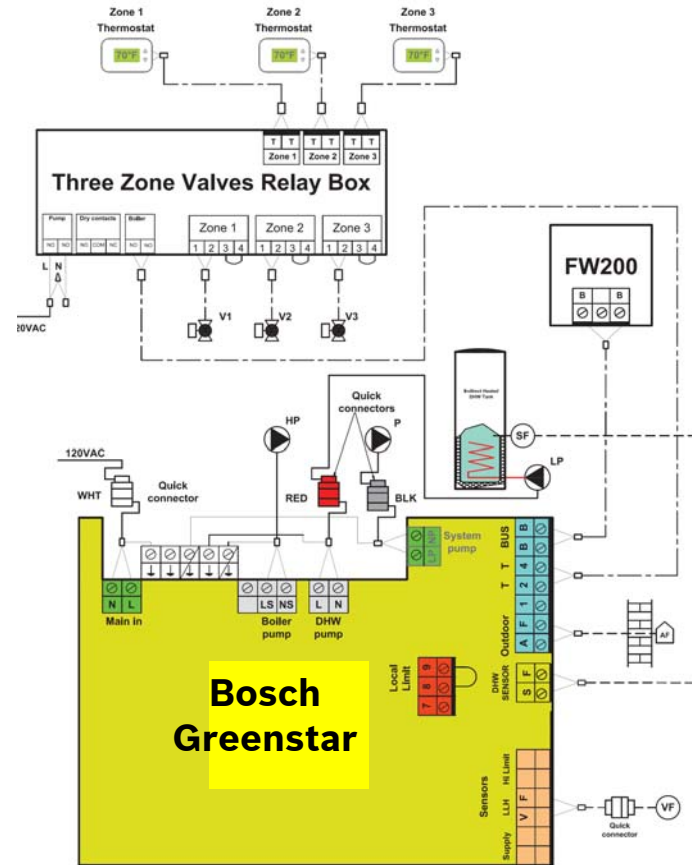 Zone 1
Thermostat
Zone 2
Thermostat
Zone 3
Thermostat
70°F
70°F
70°F
T T
T T
T T
Zone 1
Zone 2
Zone 3
Three Zone Valves Relay Box
Pump
Dry contacts
Boiler
NO NO
NO COM NC
NO NO
Zone 1
Zone 2
Zone 3
1 2 3 4
1 2 3 4
1 2 3 4
L N
20VAC
V1
V2
V3
FW200
B B
Indirect Heated
DHW Tank
SF
LP
HP
Quick
connectors
P
120VAC
WHT
Quick
connector
RED
BLK
LP NP
System
pump
N L
Main in
LS NS
Boiler
pump
L N
DHW
pump
BUS
B
B
T T
4
2
Outdoor
1
F
A
AF
Local
Limit
9
8
7
DHW
SENSOR
F
S
Bosch
Greenstar
Sensors
Hi Limit
LLH
F
V
Supply
VF
Quick
connector